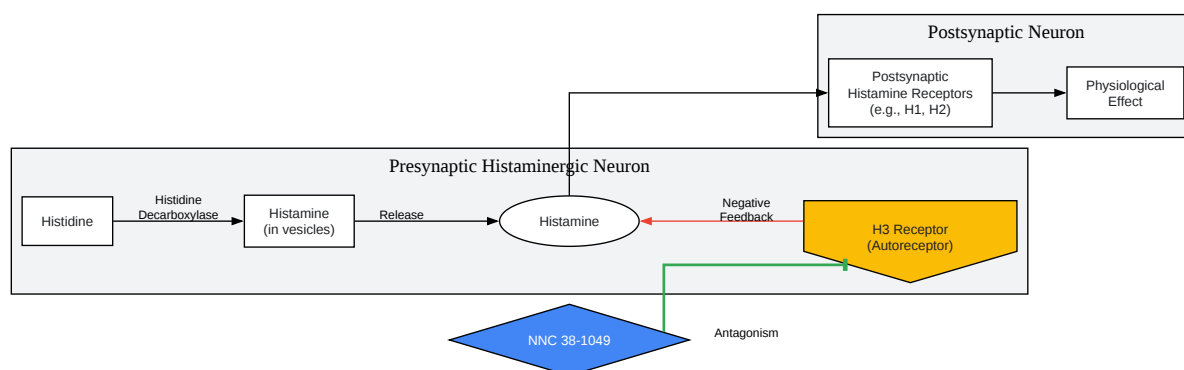 Postsynaptic Neuron
Postsynaptic
Histamine Receptors
(e.g., H1, H2)
Physiological
Effect
Presynaptic Histaminergic Neuron
Histidine
Histidine
Decarboxylase
Histamine
(in vesicles)
Release
Histamine
Negative
Feedback
H3 Receptor
(Autoreceptor)
NNC 38-1049
Antagonism